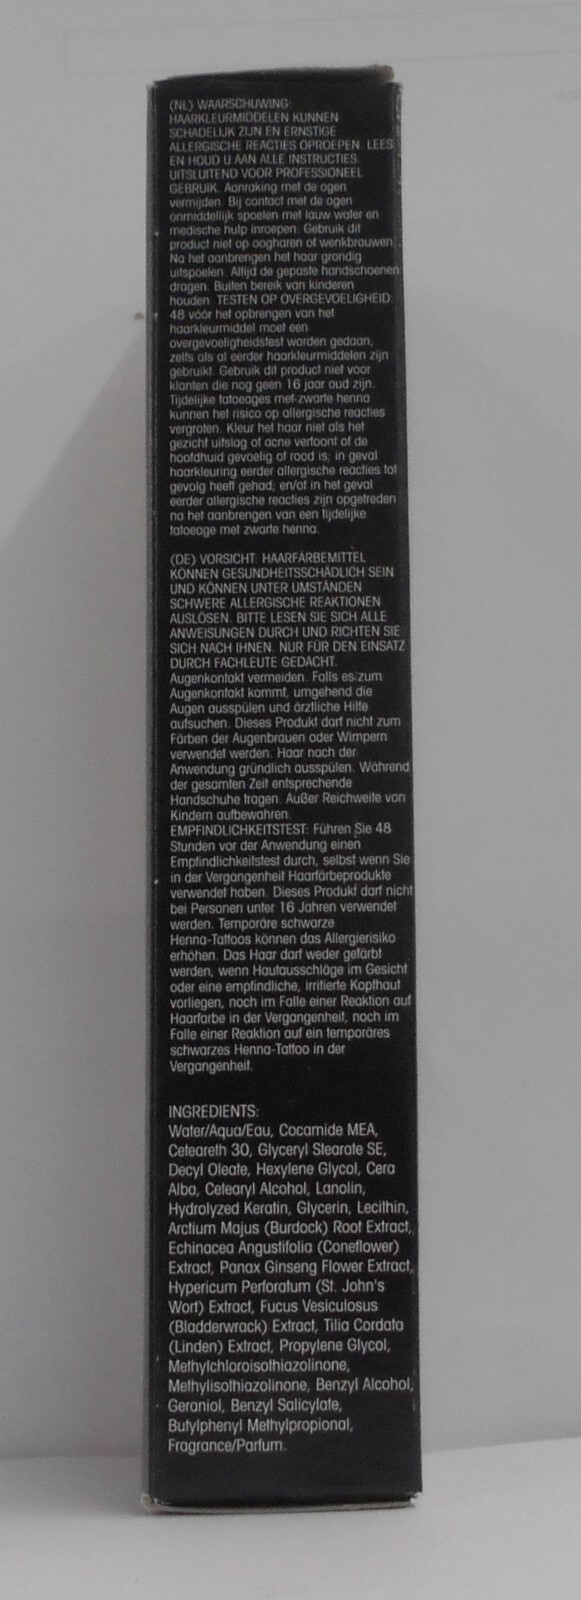 (NL) WAARSCHUWING:
HAARKLEURMIDDELEN KUNNEN
SCHADELIJK ZIJN EN ERNSTIGE
ALLERGISCHE REACTIES OPROEPEN. LEES
EN HOUD U AAN ALLE INSTRUCTIES.
UITSLUITEND VOOR PROFESSIONEEL
GEBRUIK. Aanraking met de ogen
vermijden. Bij contact met de ogen
onmiddellijk spoelen met lauw water en
medische hulp inroepen. Gebruik dit
product niet op oogharen of wenkbrauwen.
Na het aanbrengen het haar grondig
uitspoelen. Altijd de gepaste handschoenen
dragen. Buiten bereik van kinderen
houden. TESTEN OP OVERGEVOELIGHEID:
48 vóór het opbrengen van het
haarkleurmiddel moet een
overgevoeligheidstest worden gedaan,
zelfs als al eerder haarkleurmiddelen zijn
gebruikt. Gebruik dit product niet voor
klanten die nog geen 16 jaar oud zijn.
Tijdelijke tatoeages met zwarte henna
kunnen het risico op allergische reacties
vergroten. Kleur het haar niet als het
gezicht uitslag of acne vertoont of de
hoofdhuid gevoelig of rood is; in geval
haarkleuring eerder allergische reacties tot
gevolg heeft gehad; en/of in het geval
eerder allergische reacties zijn opgetreden
na het aanbrengen van een tijdelijke
tatoeage met zwarte henna.
(DE) VORSICHT: HAARFÄRBEMITTEL
KÖNNEN GESUNDHEITSSCHÄDLICH SEIN
UND KÖNNEN UNTER UMSTÄNDEN
SCHWERE ALLERGISCHE REAKTIONEN
AUSLÖSEN. BITTE LESEN SIE SICH ALLE
ANWEISUNGEN DURCH UND RICHTEN SIE
SICH NACH IHNEN. NUR FÜR DEN EINSATZ
DURCH FACHLEUTE GEDACHT.
Augenkontakt vermeiden. Falls es zum
Augenkontakt kommt, umgehend die
Augen ausspülen und ärztliche Hilfe
aufsuchen. Dieses Produkt darf nicht zum
Färben der Augenbrauen oder Wimpern
verwendet werden. Haar nach der
Anwendung gründlich ausspülen. Während
der gesamten Zeit entsprechende
Handschuhe tragen. Außer Reichweite von
Kindern aufbewahren.
EMPFINDLICHKEITSTEST: Führen Sie 48
Stunden vor der Anwendung einen
Empfindlichkeitstest durch, selbst wenn Sie
in der Vergangenheit Haarfärbeprodukte
verwendet haben. Dieses Produkt darf nicht
bei Personen unter 16 Jahren verwendet
werden. Temporäre schwarze
Henna-Tattoos können das Allergierisiko
erhöhen. Das Haar darf weder gefärbt
werden, wenn Hautausschläge im Gesicht
oder eine empfindliche, irritierte Kopfhaut
vorliegen, noch im Falle einer Reaktion auf
Haarfarbe in der Vergangenheit, noch im
Falle einer Reaktion auf ein temporäres
schwarzes Henna-Tattoo in der
Vergangenheit.
INGREDIENTS:
Water/Aqua/Eau, Cocamide MEA,
Ceteareth 30, Glyceryl Stearate SE,
Decyl Oleate, Hexylene Glycol, Cera
Alba, Cetearyl Alcohol, Lanolin,
Hydrolyzed Keratin, Glycerin, Lecithin,
Arctium Majus (Burdock) Root Extract,
Echinacea Angustifolia (Coneflower)
Extract, Panax Ginseng Flower Extract,
Hypericum Perforatum (St. John's
Wort) Extract, Fucus Vesiculosus
(Bladderwrack) Extract, Tilia Cordata
(Linden) Extract, Propylene Glycol,
Methylchloroisothiazolinone,
Methylisothiazolinone, Benzyl Alcohol,
Geraniol, Benzyl Salicylate,
Butylphenyl Methylpropional,
Fragrance/Parfum.